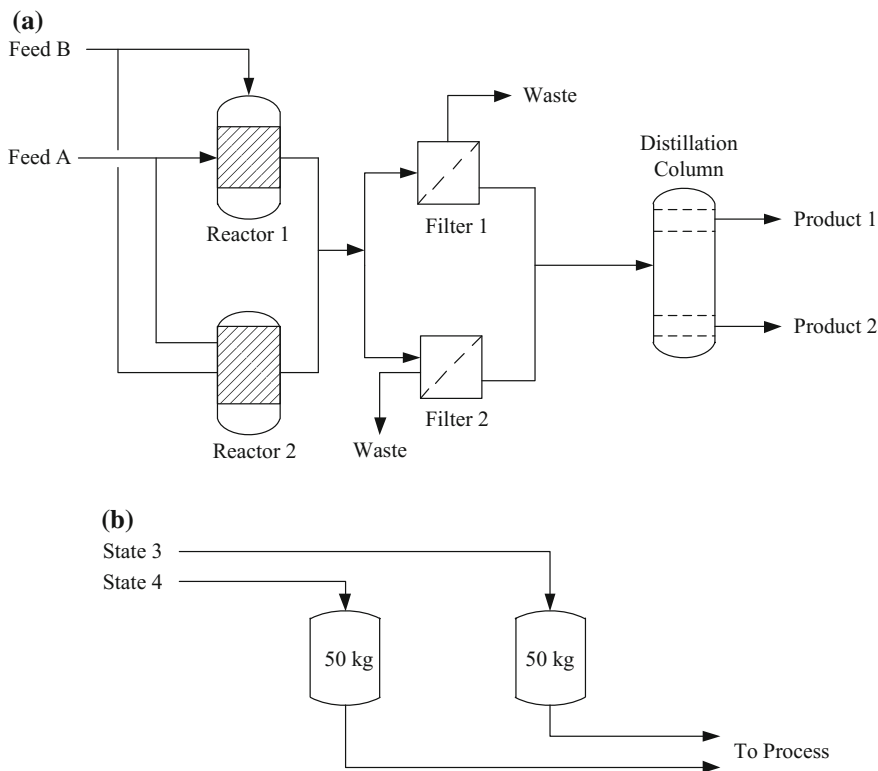 (a)
Feed B
Waste
Feed A
Distillation
Column
Reactor 1
Filter 1
Product 1
Product 2
Reactor 2
Filter 2
Waste
(b)
State 3
State 4
50 kg
50 kg
To Process